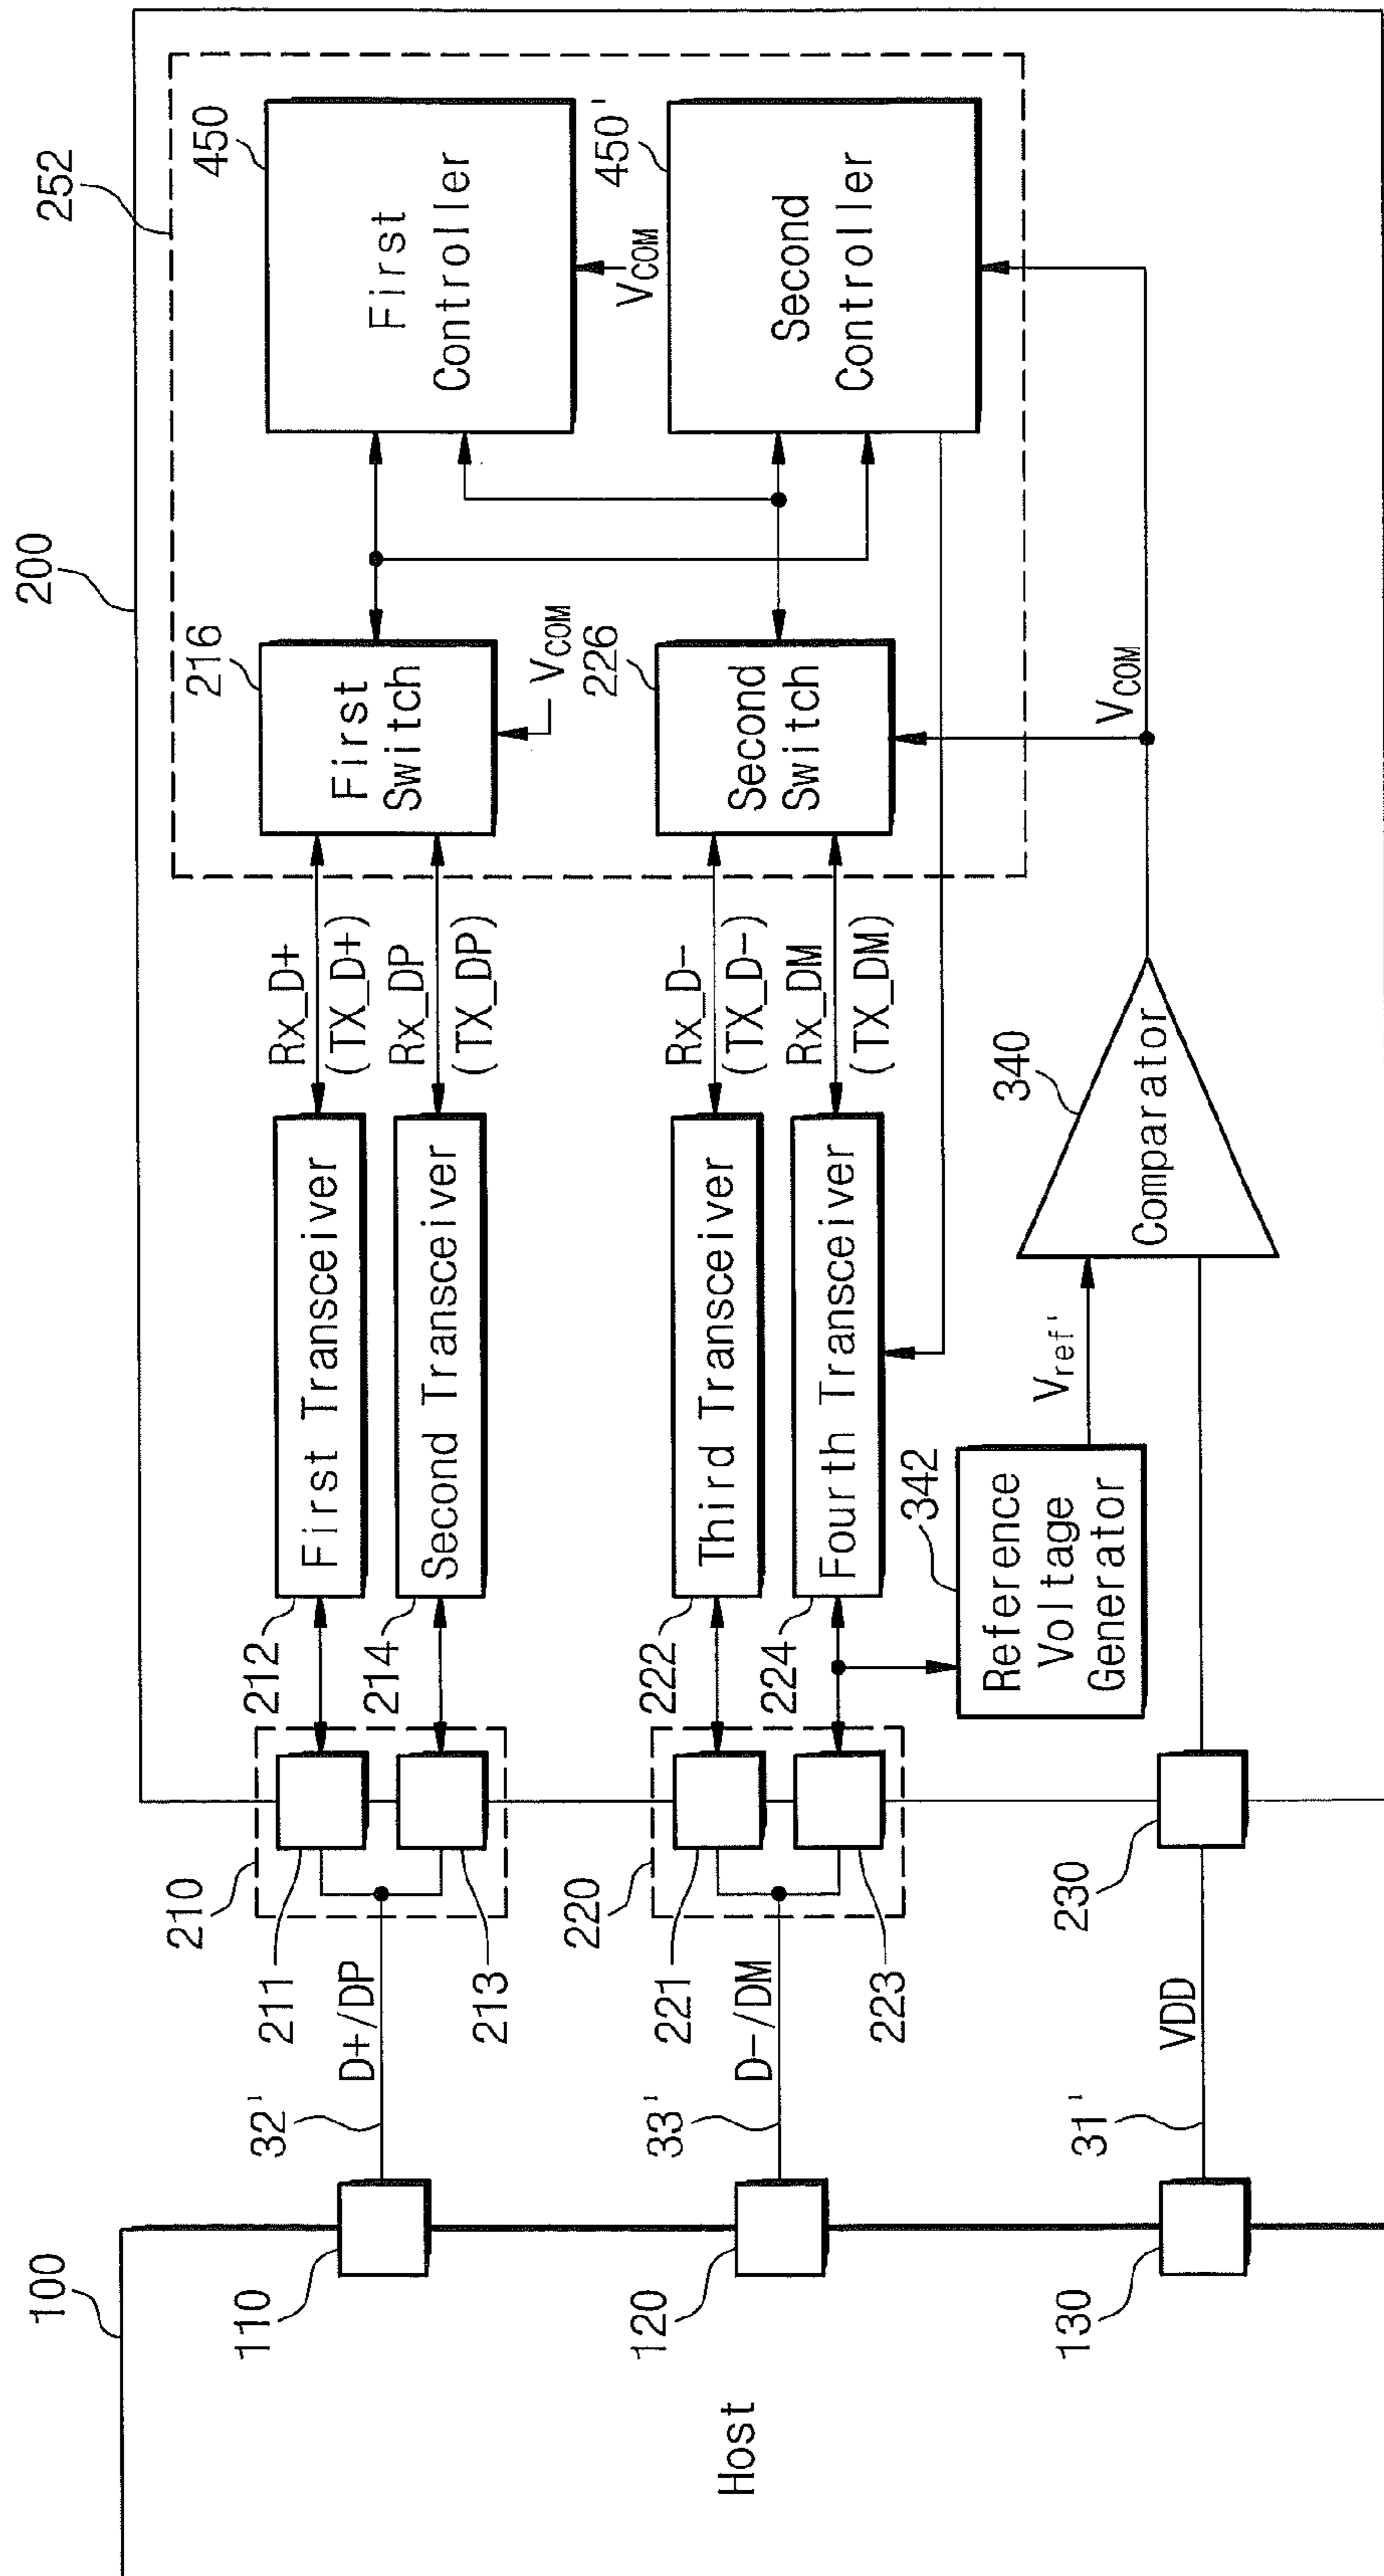 100
Host
110
120
130
32'
D+/DP
33'
D-/DM
31'
VDD
200
210
211
213
220
221
223
230
212
First Transceiver
214
Second Transceiver
222
Third Transceiver
224
Fourth Transceiver
342
Reference
Voltage
Generator
Vref'
340
Comparator
VCOM
Rx_D+
(TX_D+)
Rx_DP
(TX_DP)
Rx_D-
(TX_D-)
Rx_DM
(TX_DM)
252
216
First
Switch
VCOM
226
Second
Switch
450
First
Controller
VCOM
450'
Second
Controller